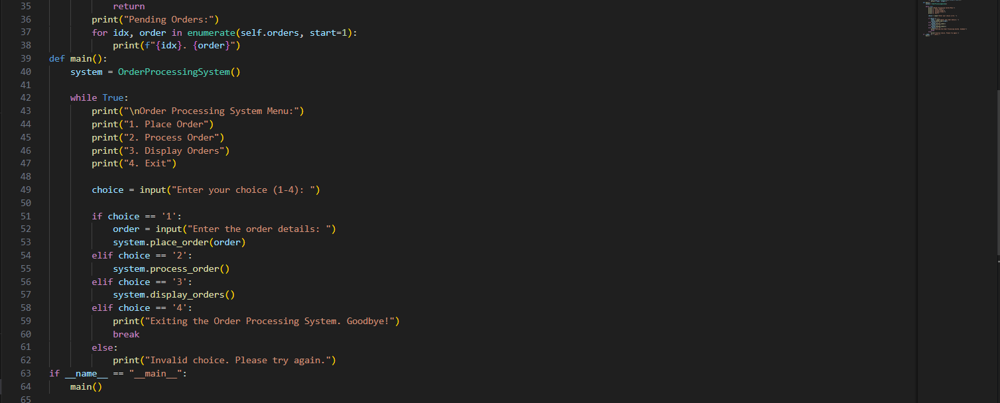 35 return
36 print("Pending Orders:")
37 for idx, order in enumerate(self.orders, start=1):
38 print(f"{idx}. {order}")
39 def main():
40 system = OrderProcessingSystem()
41
42 while True:
43 print("\nOrder Processing System Menu:")
44 print("1. Place Order")
45 print("2. Process Order")
46 print("3. Display Orders")
47 print("4. Exit")
48
49 choice = input("Enter your choice (1-4): ")
50
51 if choice == '1':
52 order = input("Enter the order details: ")
53 system.place_order(order)
54 elif choice == '2':
55 system.process_order()
56 elif choice == '3':
57 system.display_orders()
58 elif choice == '4':
59 print("Exiting the Order Processing System. Goodbye!")
60 break
61 else:
62 print("Invalid choice. Please try again.")
63 if __name__ == "__main__":
64 main()
65